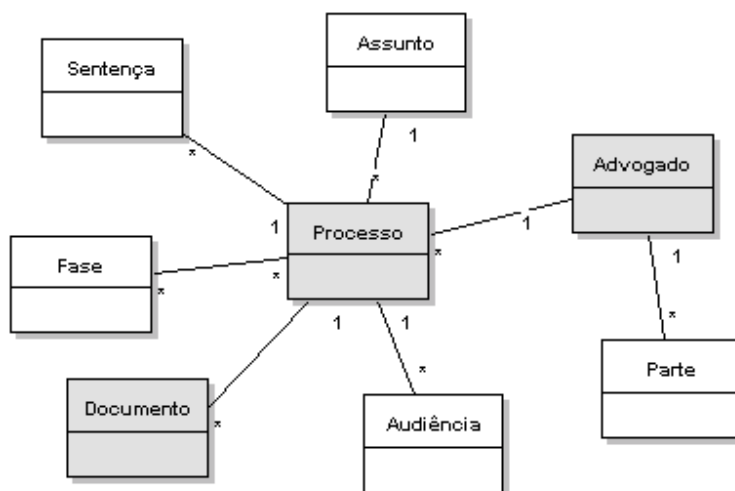 Assunto
Sentença
1
*
*
Advogado
1
Processo
1
*
1
Fase
*
*
1
1
*
Parte
Documento
*
*
Audiência